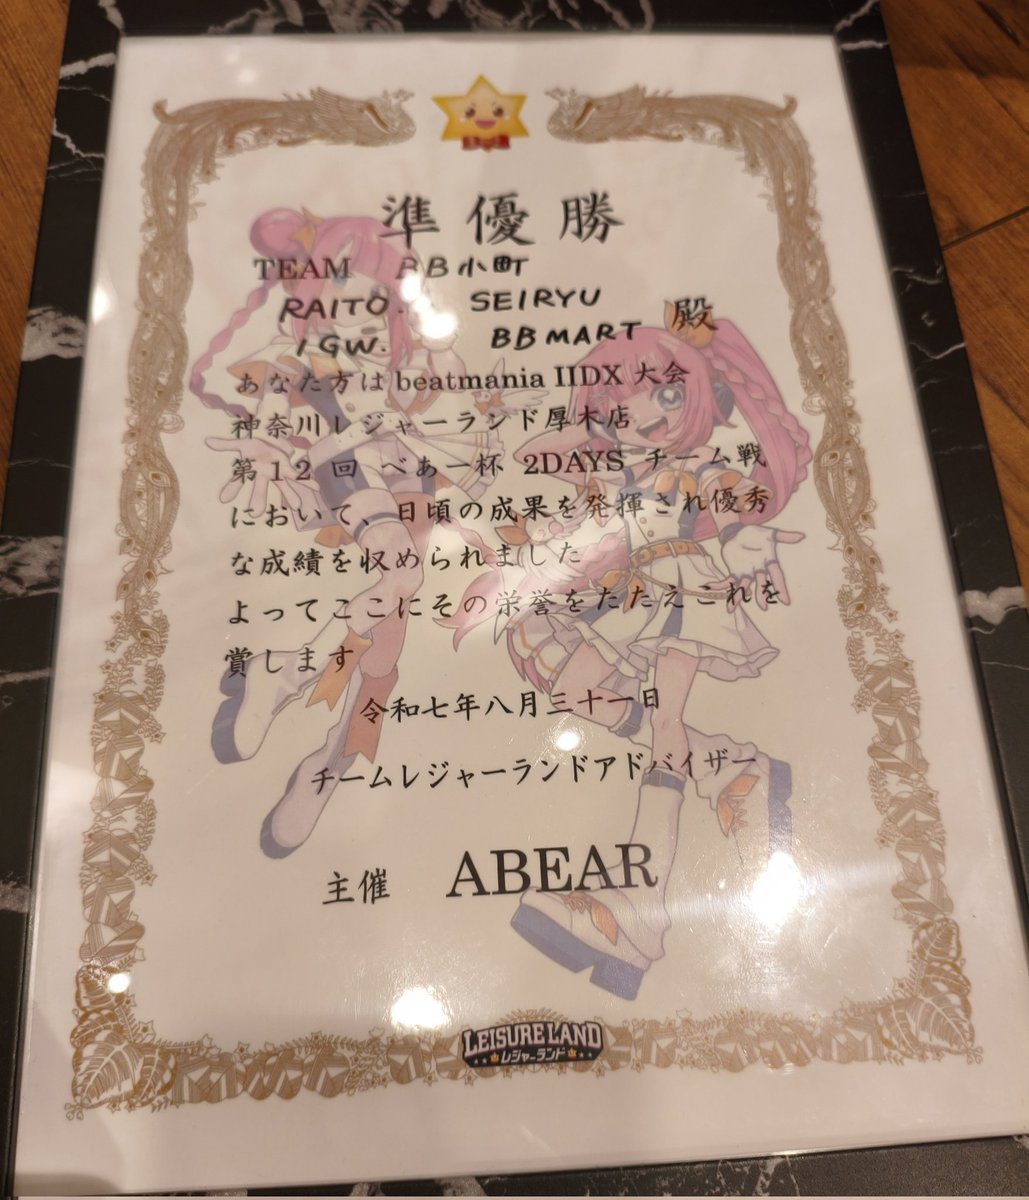 準優勝
TEAM BB小町
RAITO. SEIRYU
IGW. BBMART 殿
あなた方は beatmania IIDX 大会
神奈川レジャーランド厚木店
第12回 べあー杯 2DAYS チーム戦
において、日頃の成果を発揮され優秀
な成績を収められました
よってここにその栄誉をたたえこれを
賞します
令和七年八月三十一日
チームレジャーランドアドバイザー
主催 ABEAR
LEISURE LAND
レジャーランド